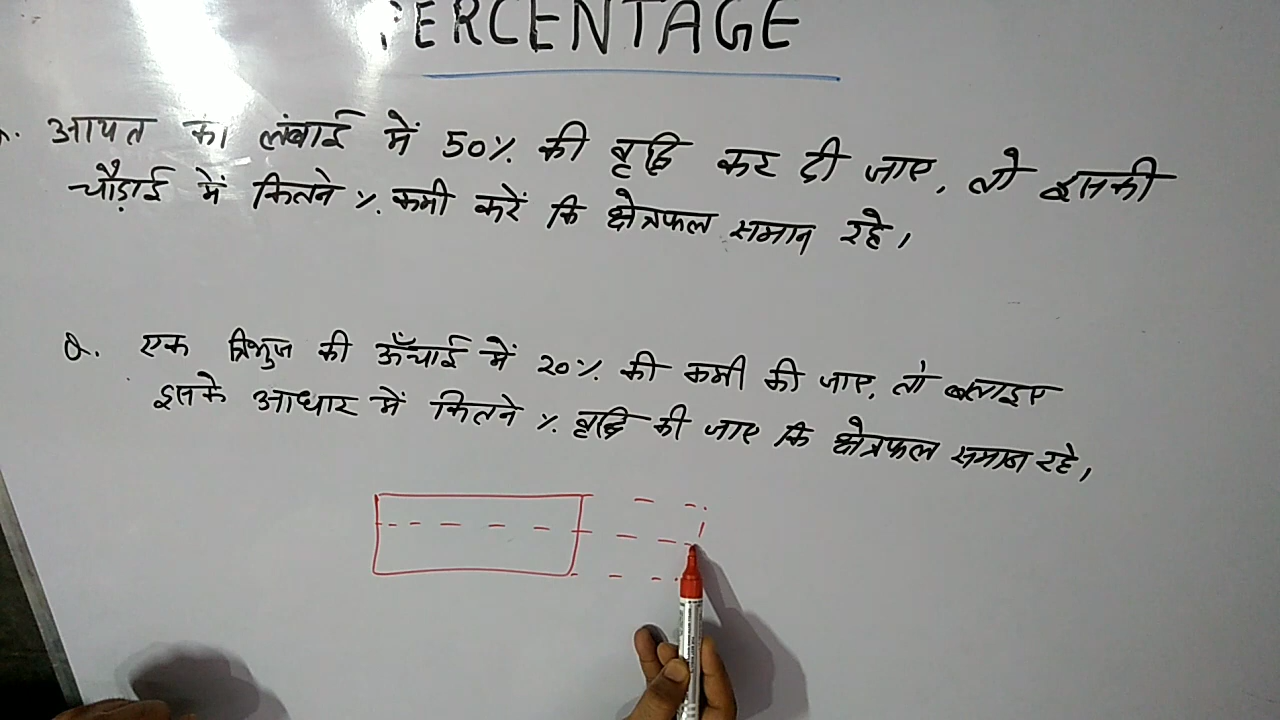 PERCENTAGE
आयत का लंबाई में 50% की वृद्धि कर दी जाए, तो इसकी
चौड़ाई में कितने % कमी करें कि क्षेत्रफल समान रहे,
Q. एक त्रिभुज की ऊँचाई में 20% की कमी की जाए, तो बताइए
इसके आधार में कितने % वृद्धि की जाए कि क्षेत्रफल समान रहे,